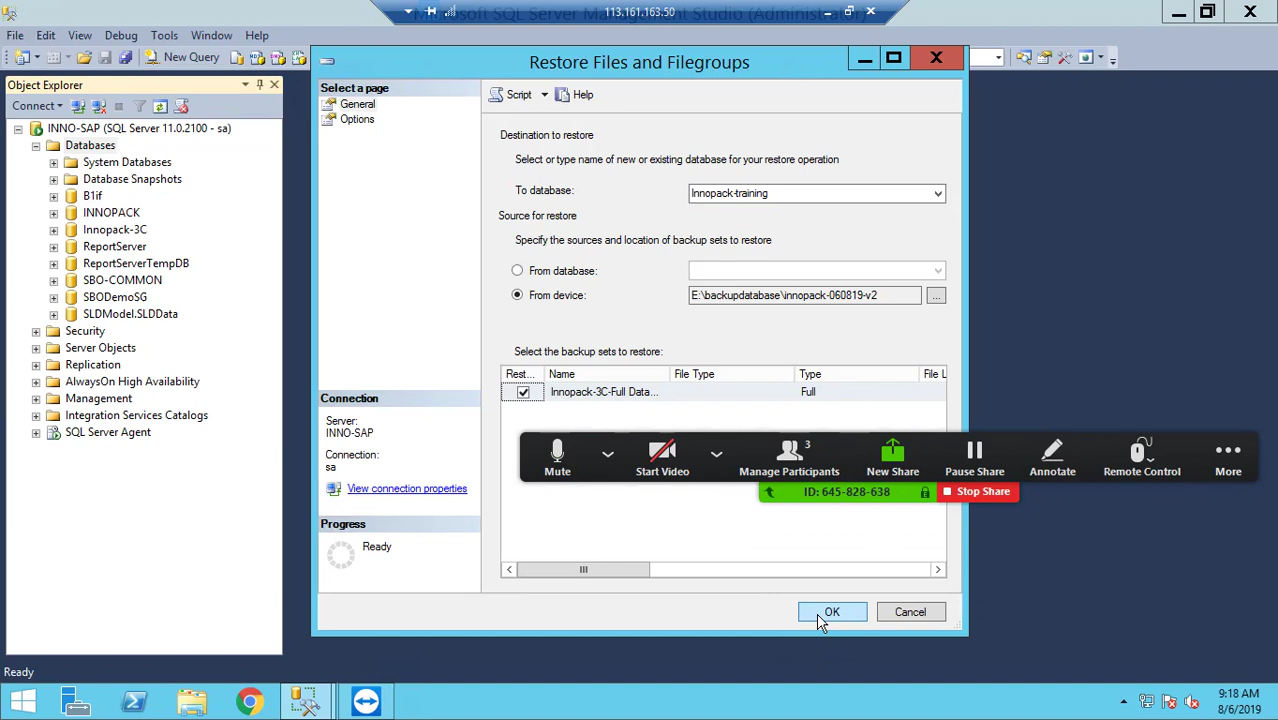 Microsoft SQL Server Management Studio (Administrator)
113.161.163.50
File Edit View Debug Tools Window Help
New Query
Object Explorer
Connect
INNO-SAP (SQL Server 11.0.2100 - sa)
Databases
System Databases
Database Snapshots
B1if
INNOPACK
Innopack-3C
ReportServer
ReportServerTempDB
SBO-COMMON
SBODemoSG
SLDModel.SLDData
Security
Server Objects
Replication
AlwaysOn High Availability
Management
Integration Services Catalogs
SQL Server Agent
Restore Files and Filegroups
Select a page
General
Options
Script Help
Destination to restore
Select or type name of new or existing database for your restore operation
To database: Innopack-training
Source for restore
Specify the sources and location of backup sets to restore
From database:
From device: E:\backupdatabase\innopack-060819-v2 ...
Select the backup sets to restore:
Rest... Name File Type Type File L
Innopack-3C-Full Data... Full
Connection
Server:
INNO-SAP
Connection:
sa
View connection properties
Progress
Ready
Mute Start Video Manage Participants 3 New Share Pause Share Annotate Remote Control More
ID: 645-828-638 Stop Share
OK Cancel
Ready
9:18 AM
8/6/2019